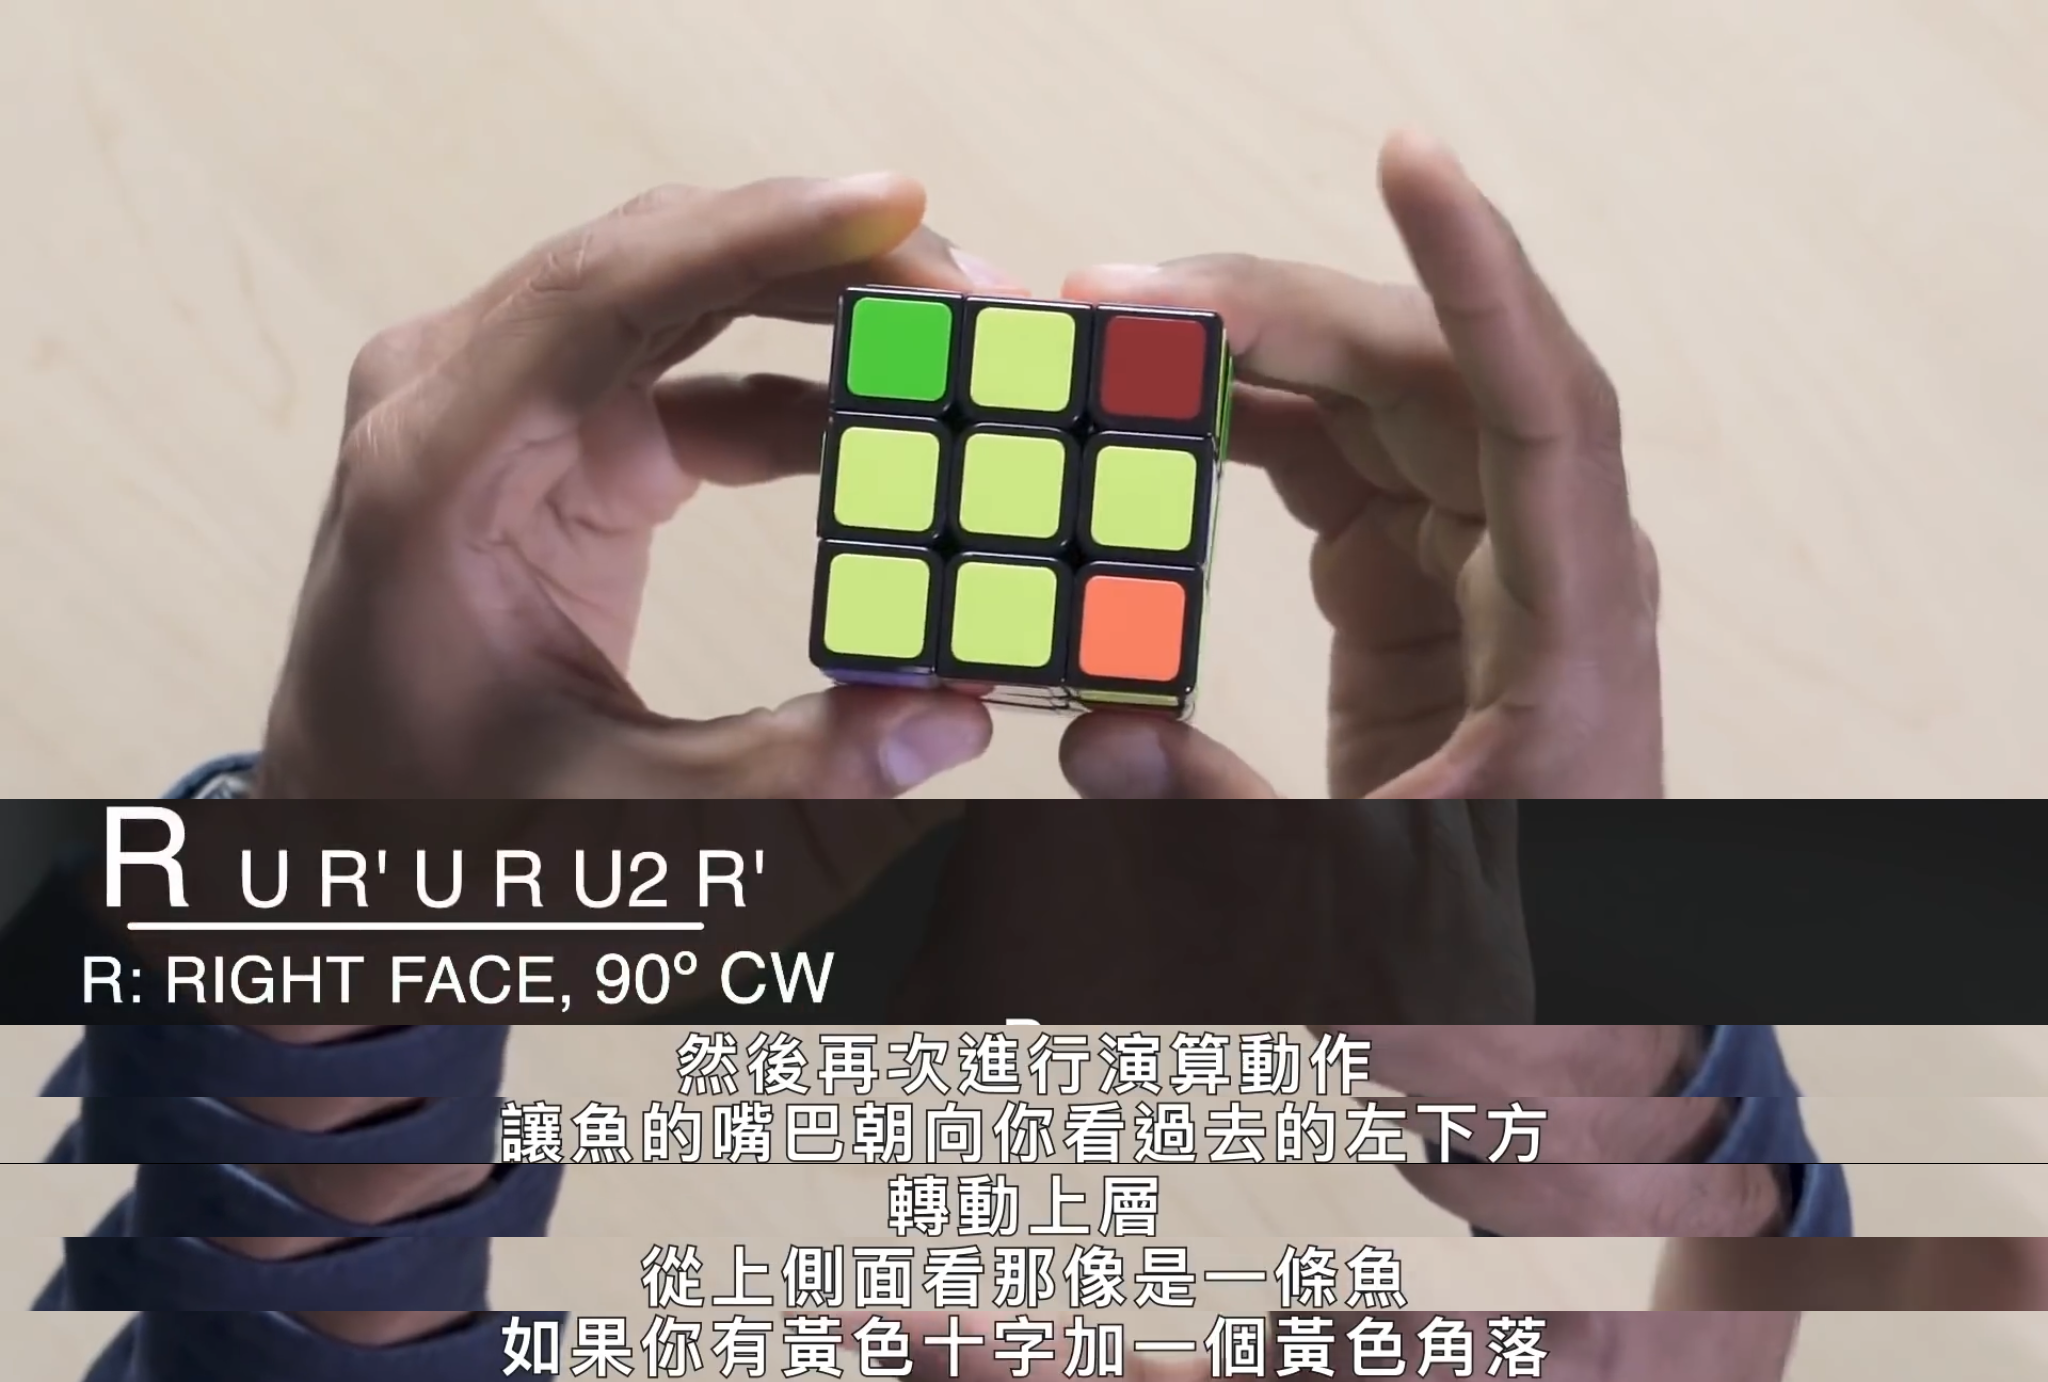 R U R' U R U2 R'
R: RIGHT FACE, 90º CW
然後再次進行演算動作
讓魚的嘴巴朝向你看過去的左下方
轉動上層
從上側面看那像是一條魚
如果你有黃色十字加一個黃色角落